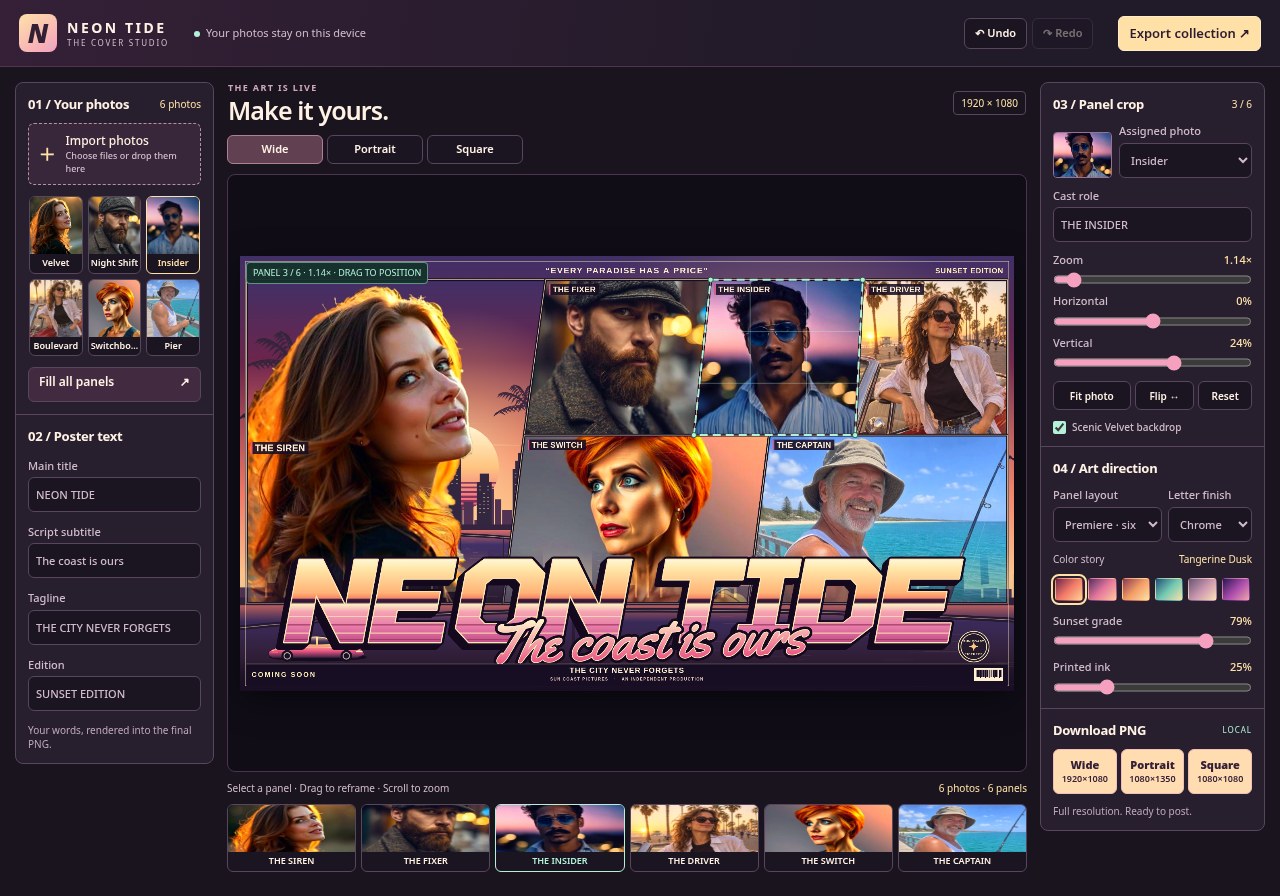 N
NEON TIDE
THE COVER STUDIO
Your photos stay on this device
↶ Undo
↷ Redo
Export collection ↗
01 / Your photos
6 photos
+
Import photos
Choose files or drop them
here
Velvet
Night Shift
Insider
Boulevard
Switchbo...
Pier
Fill all panels
↗
02 / Poster text
Main title
NEON TIDE
Script subtitle
The coast is ours
Tagline
THE CITY NEVER FORGETS
Edition
SUNSET EDITION
Your words, rendered into the final
PNG.
THE ART IS LIVE
Make it yours.
1920 × 1080
Wide
Portrait
Square
PANEL 3 / 6 · 1.14× · DRAG TO POSITION
"EVERY PARADISE HAS A PRICE"
SUNSET EDITION
THE FIXER
THE INSIDER
THE DRIVER
THE SIREN
THE SWITCH
THE CAPTAIN
NEON TIDE
The coast is ours
COMING SOON
THE CITY NEVER FORGETS
SUN COAST PICTURES · AN INDEPENDENT PRODUCTION
Select a panel · Drag to reframe · Scroll to zoom
6 photos · 6 panels
THE SIREN
THE FIXER
THE INSIDER
THE DRIVER
THE SWITCH
THE CAPTAIN
03 / Panel crop
3 / 6
Assigned photo
Insider
Cast role
THE INSIDER
Zoom
1.14×
Horizontal
0%
Vertical
24%
Fit photo
Flip ↔
Reset
Scenic Velvet backdrop
04 / Art direction
Panel layout
Letter finish
Premiere · six
Chrome
Color story
Tangerine Dusk
Sunset grade
79%
Printed ink
25%
Download PNG
LOCAL
Wide
1920×1080
Portrait
1080×1350
Square
1080×1080
Full resolution. Ready to post.